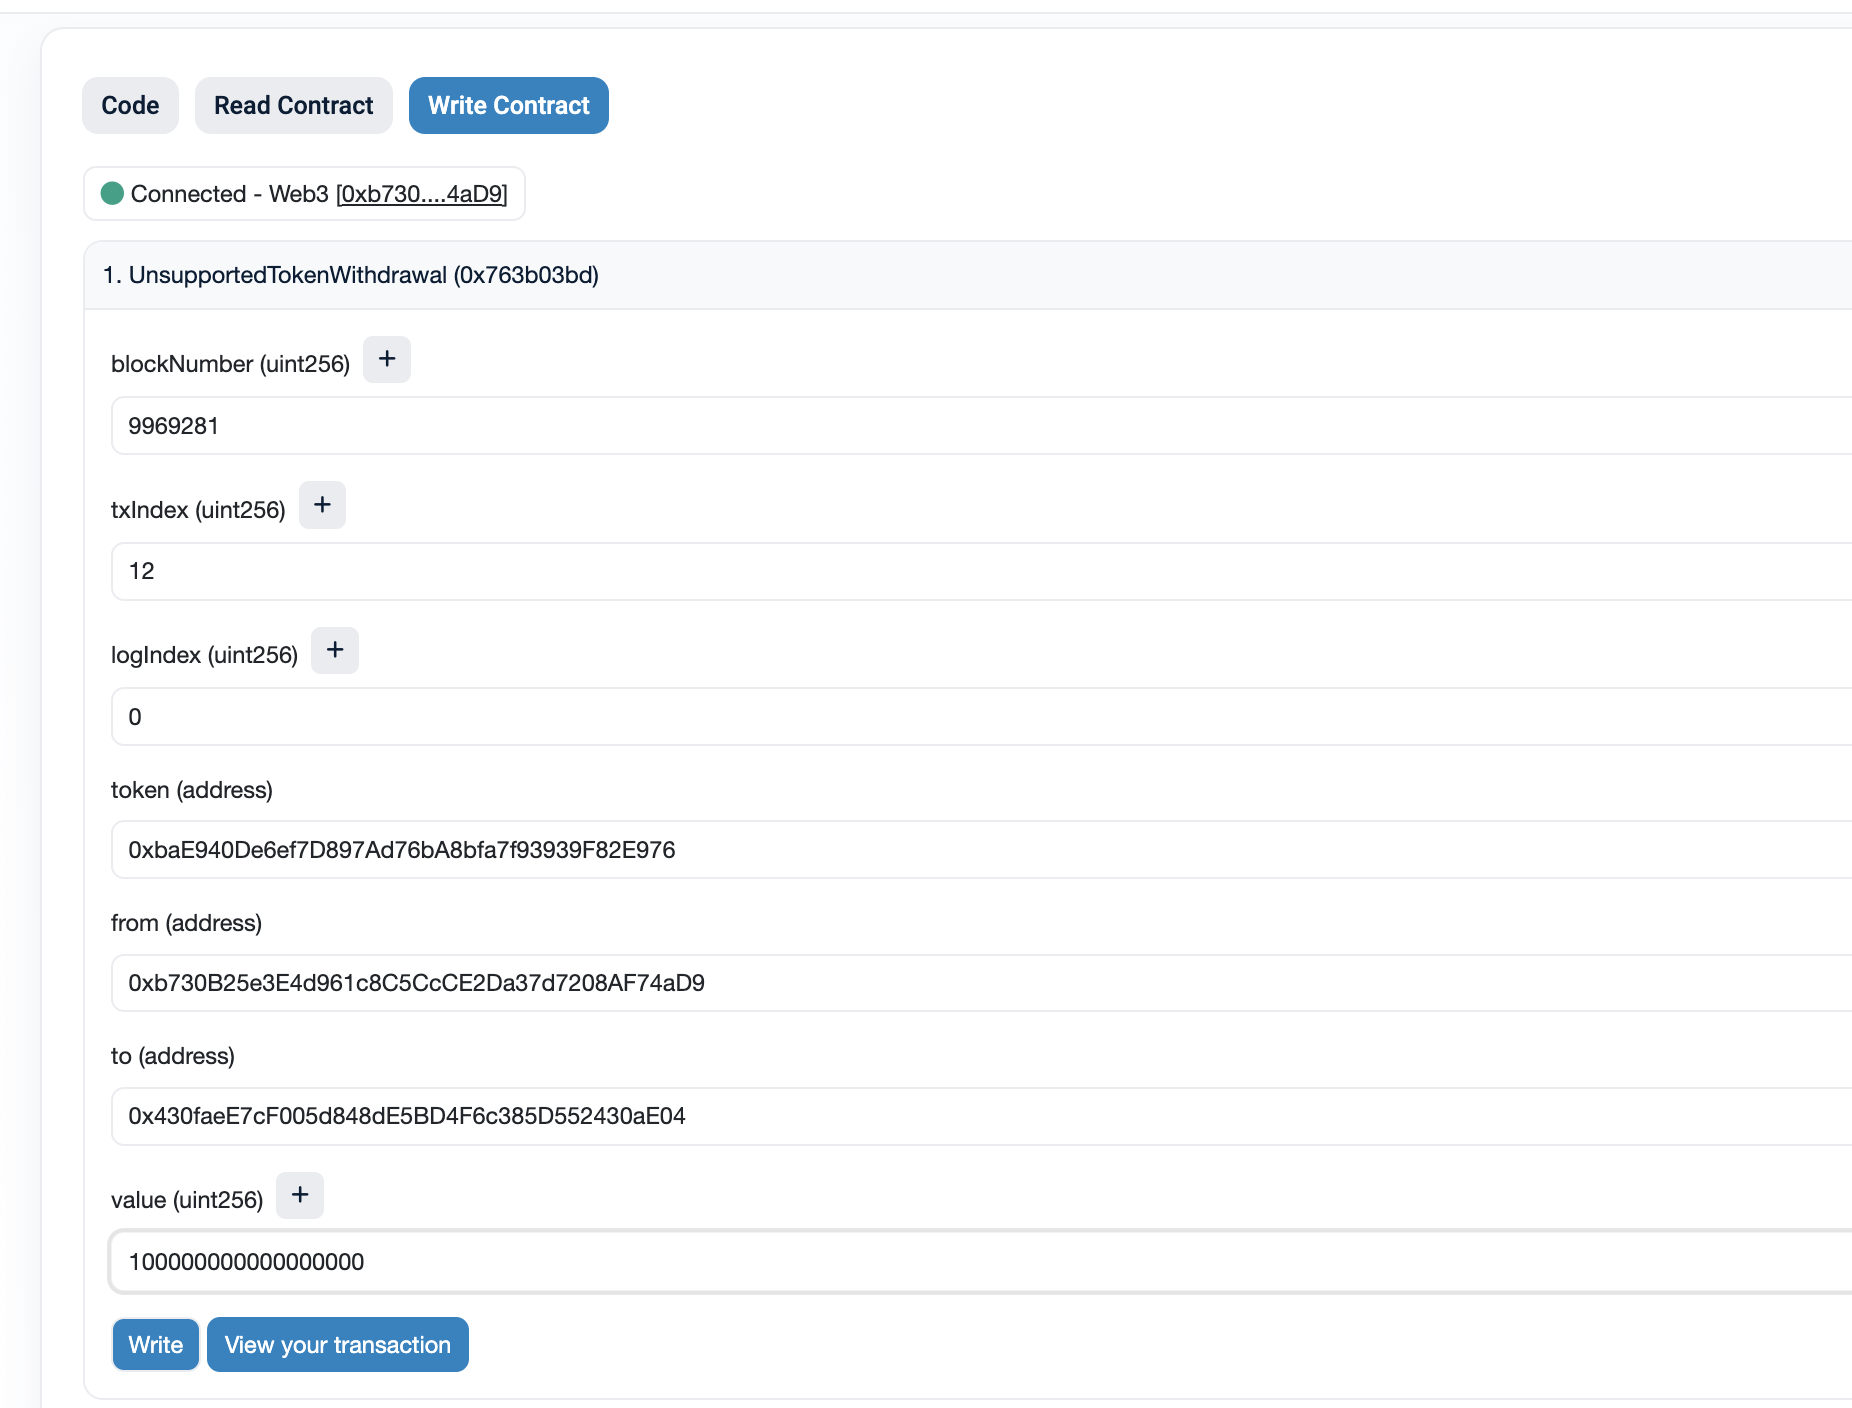 Code Read Contract Write Contract
Connected - Web3 [0xb730....4aD9]
1. UnsupportedTokenWithdrawal (0x763b03bd)
blockNumber (uint256) +
9969281
txIndex (uint256) +
12
logIndex (uint256) +
0
token (address)
0xbaE940De6ef7D897Ad76bA8bfa7f93939F82E976
from (address)
0xb730B25e3E4d961c8C5CcCE2Da37d7208AF74aD9
to (address)
0x430faeE7cF005d848dE5BD4F6c385D552430aE04
value (uint256) +
100000000000000000
Write View your transaction